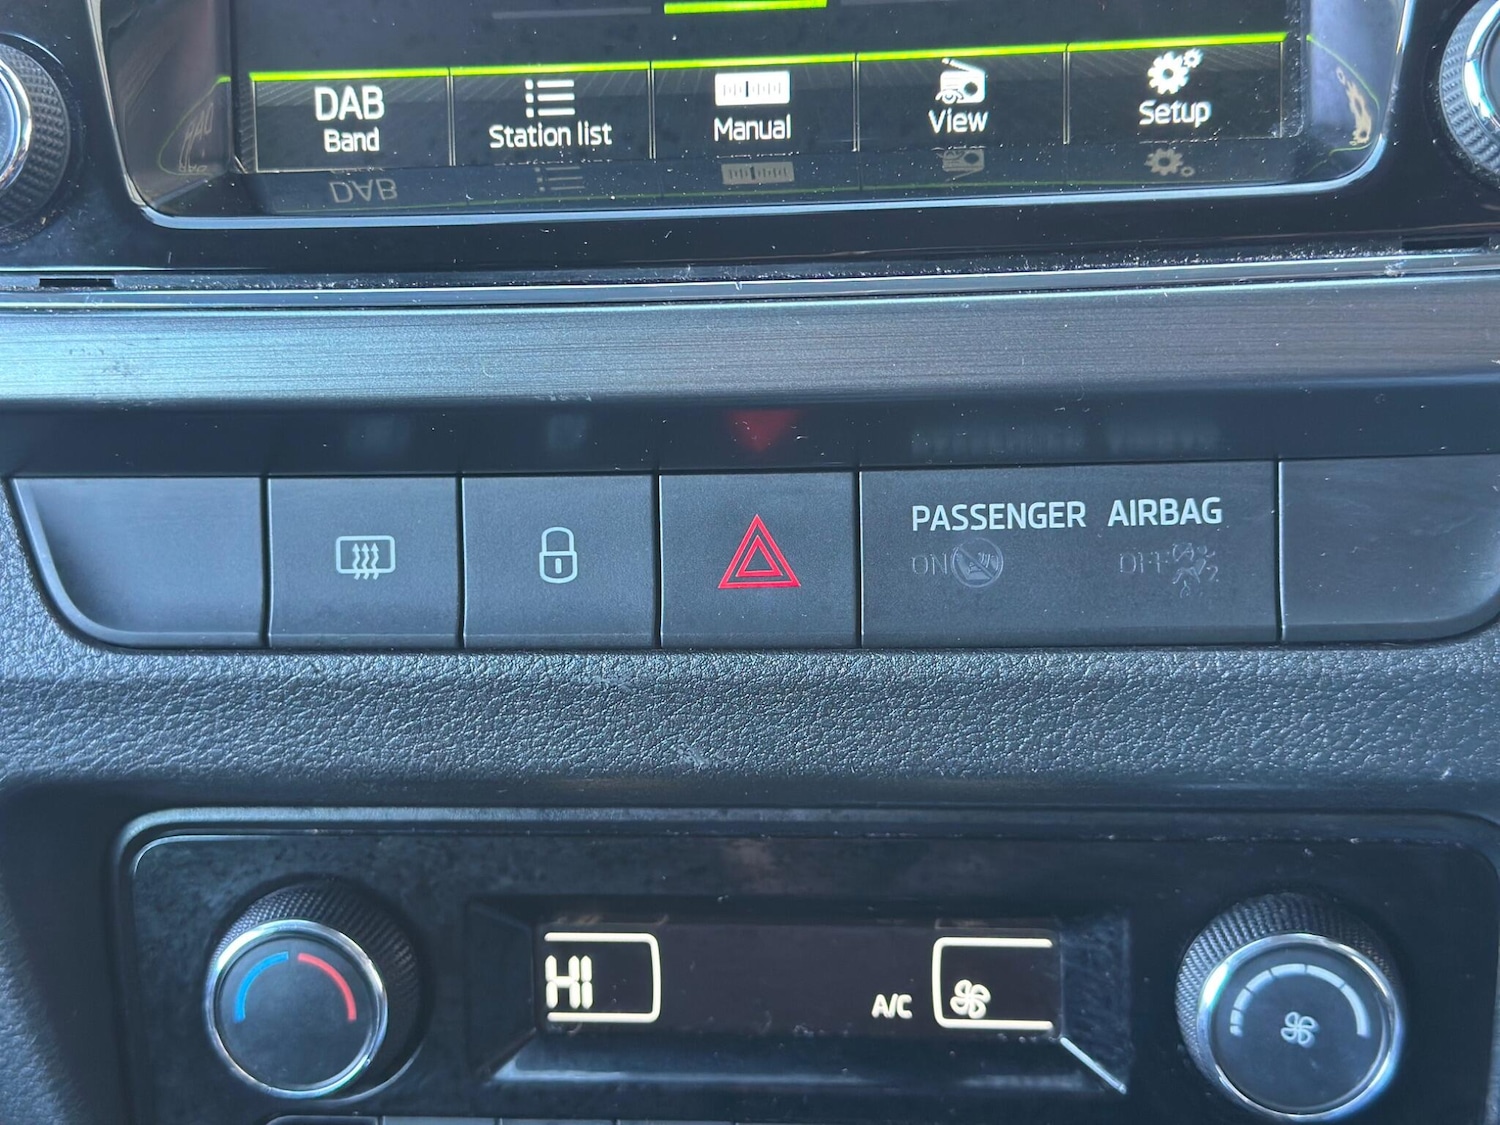 DAB
Band
Station list
Manual
View
Setup
PASSENGER AIRBAG
ON OFF
HI
A/C